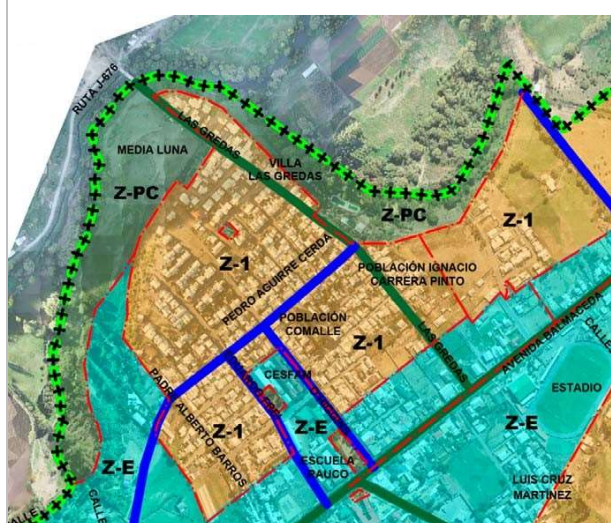 RUTA J-676
LAS GREDAS
MEDIA LUNA
VILLA
LAS GREDAS
Z-PC
Z-PC
Z-1
Z-1
PEDRO AGUIRRE CERDA
POBLACIÓN IGNACIO
CARRERA PINTO
POBLACIÓN
COMALLE
LAS GREDAS
AVENIDA BALMACEDA
CALLE
Z-1
CESFAM
ESTADIO
PADRE ALBERTO BARROS
Z-1
Z-E
Z-E
ESCUELA
RAUCO
Z-E
CALLE
LUIS CRUZ
MARTINEZ
CALLE